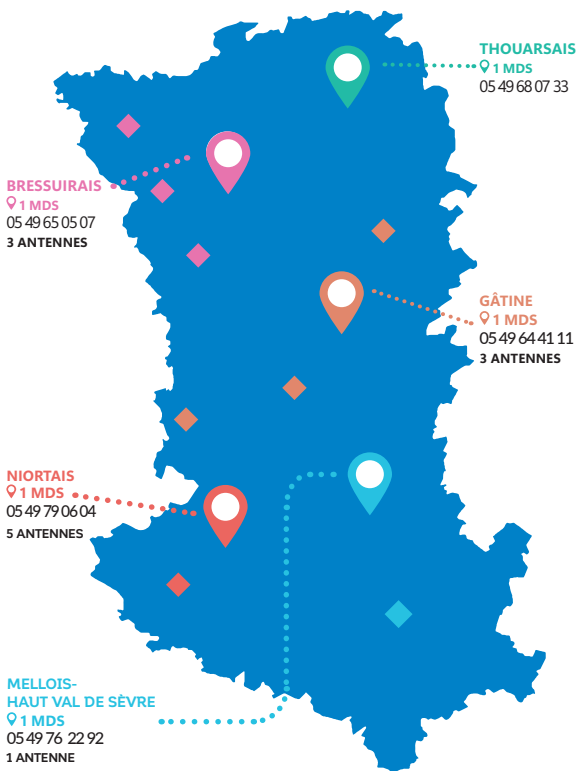 THOUARSAIS
1 MDS
05 49 68 07 33
BRESSUIRAIS
1 MDS
05 49 65 05 07
3 ANTENNES
GÂTINE
1 MDS
05 49 64 41 11
3 ANTENNES
NIORTAIS
1 MDS
05 49 79 06 04
5 ANTENNES
MELLOIS-
HAUT VAL DE SÈVRE
1 MDS
05 49 76 22 92
1 ANTENNE